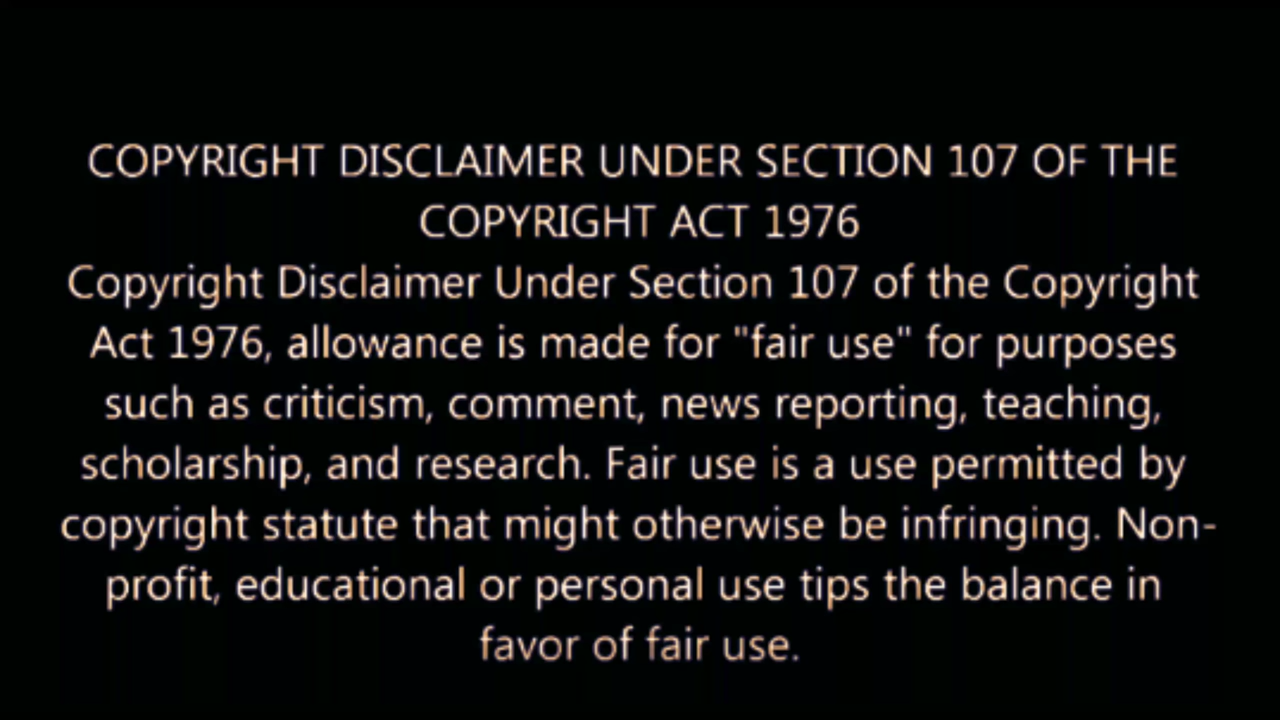 COPYRIGHT DISCLAIMER UNDER SECTION 107 OF THE
COPYRIGHT ACT 1976
Copyright Disclaimer Under Section 107 of the Copyright
Act 1976, allowance is made for "fair use" for purposes
such as criticism, comment, news reporting, teaching,
scholarship, and research. Fair use is a use permitted by
copyright statute that might otherwise be infringing. Non-
profit, educational or personal use tips the balance in
favor of fair use.